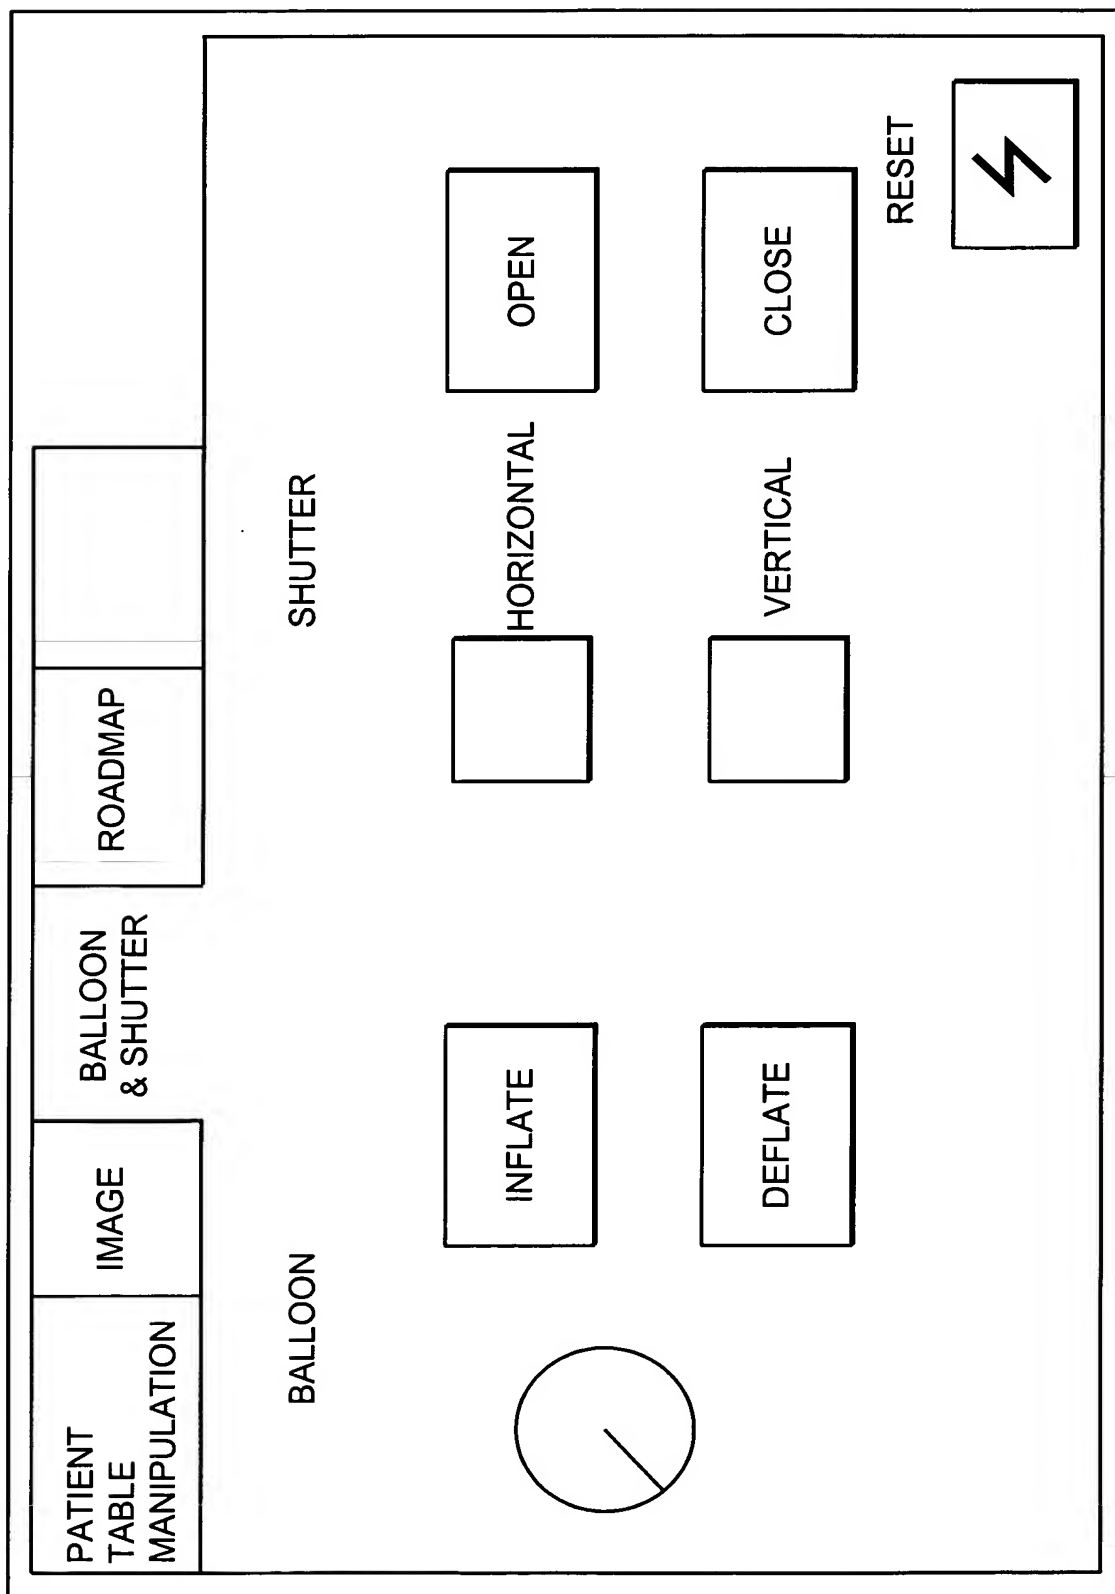 PATIENT
TABLE
MANIPULATION
IMAGE
BALLOON
& SHUTTER
ROADMAP
BALLOON
SHUTTER
INFLATE
HORIZONTAL
OPEN
DEFLATE
VERTICAL
CLOSE
RESET